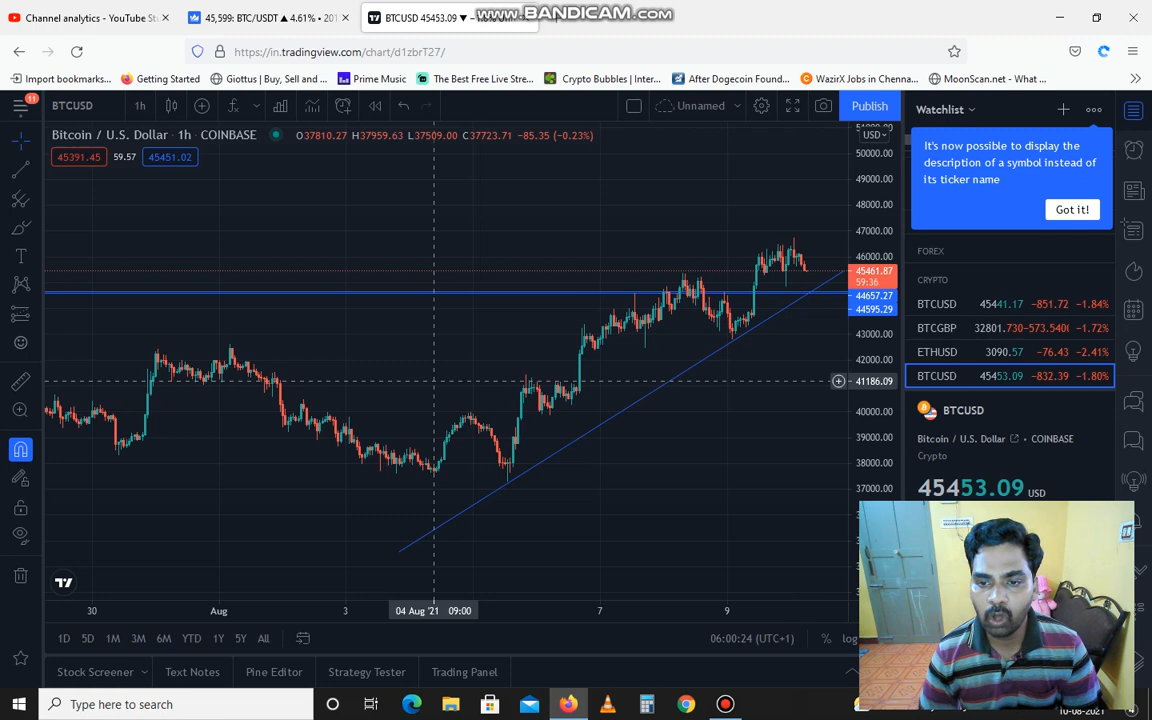 Channel analytics - YouTube St
45,599: BTC/USDT ▲ 4.61% • 201
BTCUSD 45453.09 ▼
www.BANDICAM.com
https://in.tradingview.com/chart/d1zbrT27/
Import bookmarks...
Getting Started
Giottus | Buy, Sell and ...
Prime Music
The Best Free Live Stre...
Crypto Bubbles | Inter...
After Dogecoin Found...
WazirX Jobs in Chenna...
MoonScan.net - What ...
11
BTCUSD
1h
Unnamed
Publish
Watchlist
Bitcoin / U.S. Dollar · 1h · COINBASE
O37810.27 H37959.63 L37509.00 C37723.71 −85.35 (−0.23%)
USD
45391.45
59.57
45451.02
It's now possible to display the
description of a symbol instead of
its ticker name
Got it!
51000.00
50000.00
49000.00
48000.00
47000.00
46000.00
45461.87
59:36
44657.27
44595.29
43000.00
42000.00
41186.09
40000.00
39000.00
38000.00
37000.00
FOREX
CRYPTO
BTCUSD 45441.17 −851.72 −1.84%
BTCGBP 32801.730 −573.5400 −1.72%
ETHUSD 3090.57 −76.43 −2.41%
BTCUSD 45453.09 −832.39 −1.80%
BTCUSD
Bitcoin / U.S. Dollar • COINBASE
Crypto
45453.09 USD
30
Aug
3
04 Aug '21 09:00
7
9
1D 5D 1M 3M 6M YTD 1Y 5Y All
06:00:24 (UTC+1)
%
log
Stock Screener
Text Notes
Pine Editor
Strategy Tester
Trading Panel
Type here to search
10-08-2021